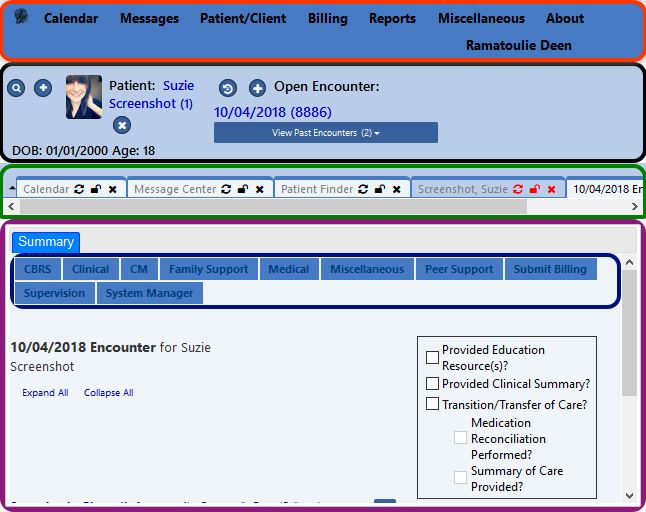 Calendar Messages Patient/Client Billing Reports Miscellaneous About
Ramatoulie Deen
Patient: Suzie
Screenshot (1)
Open Encounter:
10/04/2018 (8886)
View Past Encounters (2)
DOB: 01/01/2000 Age: 18
Calendar Message Center Patient Finder Screenshot, Suzie 10/04/2018 En
Summary
CBRS Clinical CM Family Support Medical Miscellaneous Peer Support Submit Billing
Supervision System Manager
10/04/2018 Encounter for Suzie
Screenshot
Expand All Collapse All
Provided Education
Resource(s)?
Provided Clinical Summary?
Transition/Transfer of Care?
Medication
Reconciliation
Performed?
Summary of Care
Provided?